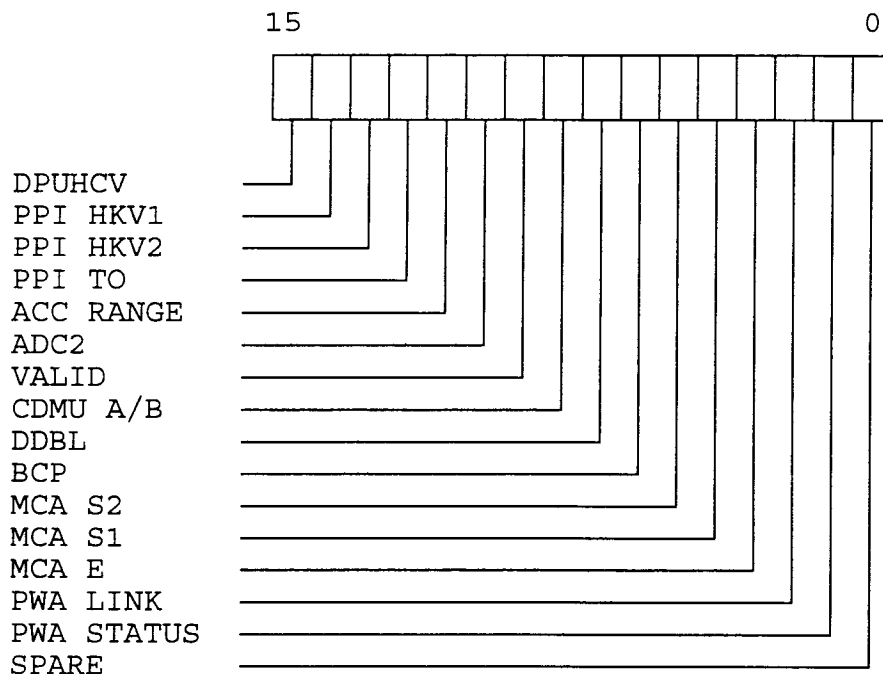 15 0
DPUHCV
PPI HKV1
PPI HKV2
PPI TO
ACC RANGE
ADC2
VALID
CDMU A/B
DDBL
BCP
MCA S2
MCA S1
MCA E
PWA LINK
PWA STATUS
SPARE